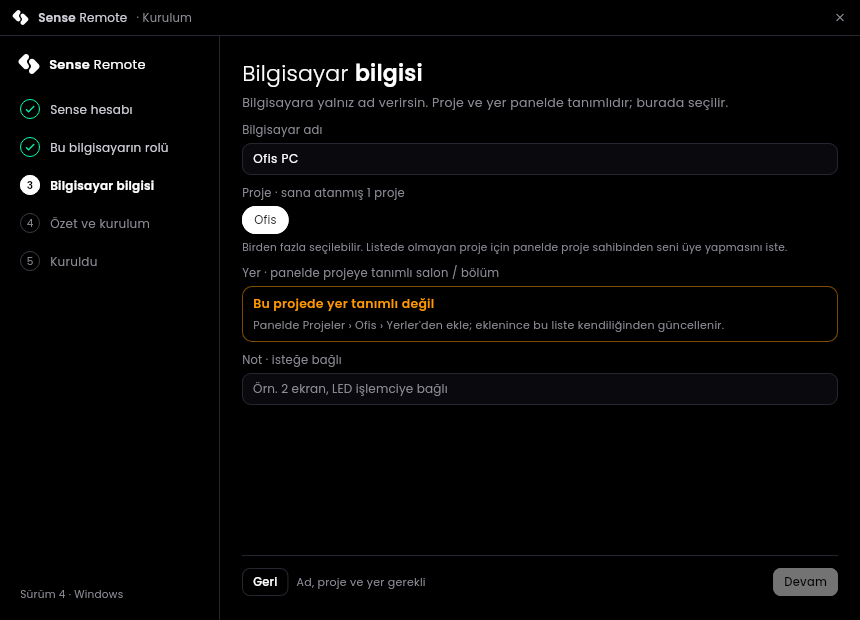 Sense Remote · Kurulum
Sense Remote
Sense hesabı
Bu bilgisayarın rolü
3 Bilgisayar bilgisi
4 Özet ve kurulum
5 Kuruldu
Sürüm 4 · Windows
Bilgisayar bilgisi
Bilgisayara yalnız ad verirsin. Proje ve yer panelde tanımlıdır; burada seçilir.
Bilgisayar adı
Ofis PC
Proje · sana atanmış 1 proje
Ofis
Birden fazla seçilebilir. Listede olmayan proje için panelde proje sahibinden seni üye yapmasını iste.
Yer · panelde projeye tanımlı salon / bölüm
Bu projede yer tanımlı değil
Panelde Projeler › Ofis › Yerler'den ekle; eklenince bu liste kendiliğinden güncellenir.
Not · isteğe bağlı
Örn. 2 ekran, LED işlemciye bağlı
Geri Ad, proje ve yer gerekli
Devam